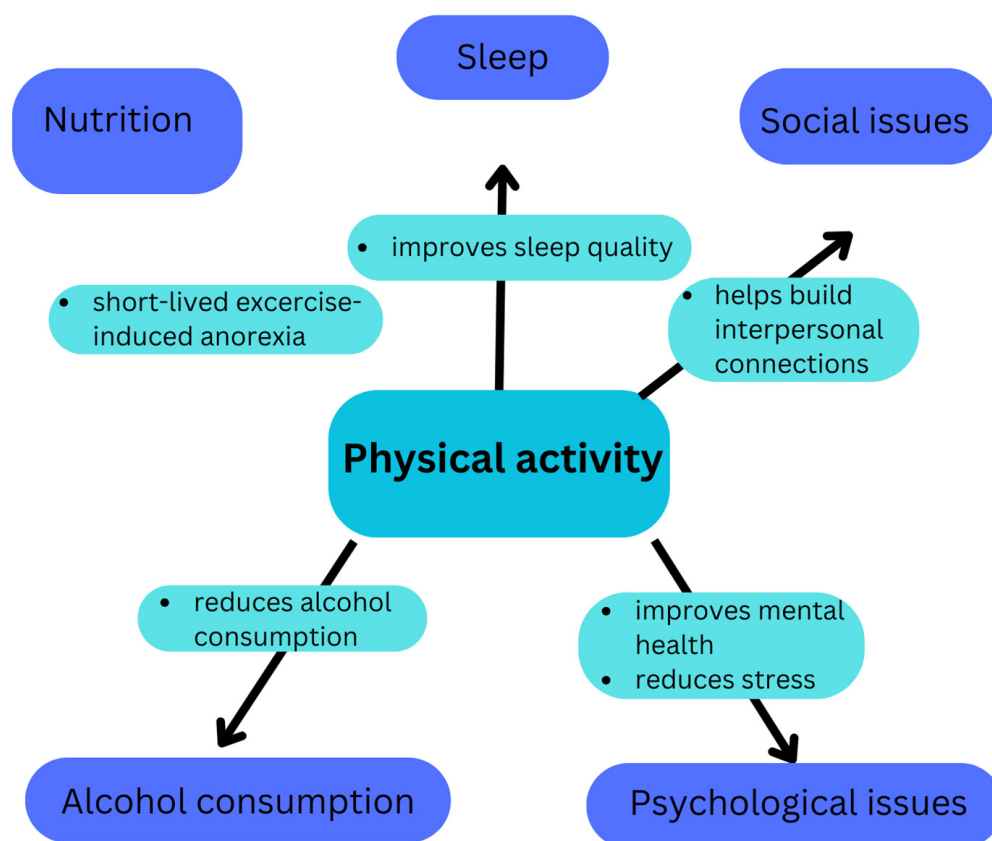 Sleep
Nutrition
Social issues
• improves sleep quality
• short-lived excercise-
induced anorexia
• helps build
interpersonal
connections
Physical activity
• reduces alcohol
consumption
• improves mental
health
• reduces stress
Alcohol consumption
Psychological issues